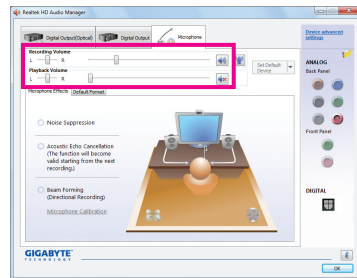 Realtek HD Audio Manager
Digital Output(Optical)
Digital Output
Microphone
Device advanced
settings
Recording Volume
L
R
Set Default
Device
Playback Volume
L
R
Microphone Effects
Default Format
Noise Suppression
Acoustic Echo Cancellation
(The function will become
valid starting from the next
recording.)
Beam Forming
(Directional Recording)
Microphone Calibration
ANALOG
Back Panel
Front Panel
DIGITAL
GIGABYTE™
TECHNOLOGY
i
OK